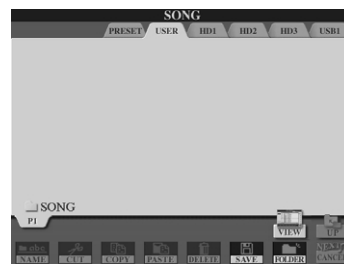 SONG
PRESET USER HD1 HD2 HD3 USB1
SONG
P1
VIEW UP
abc
NAME CUT COPY PASTE DELETE SAVE FOLDER CANCEL